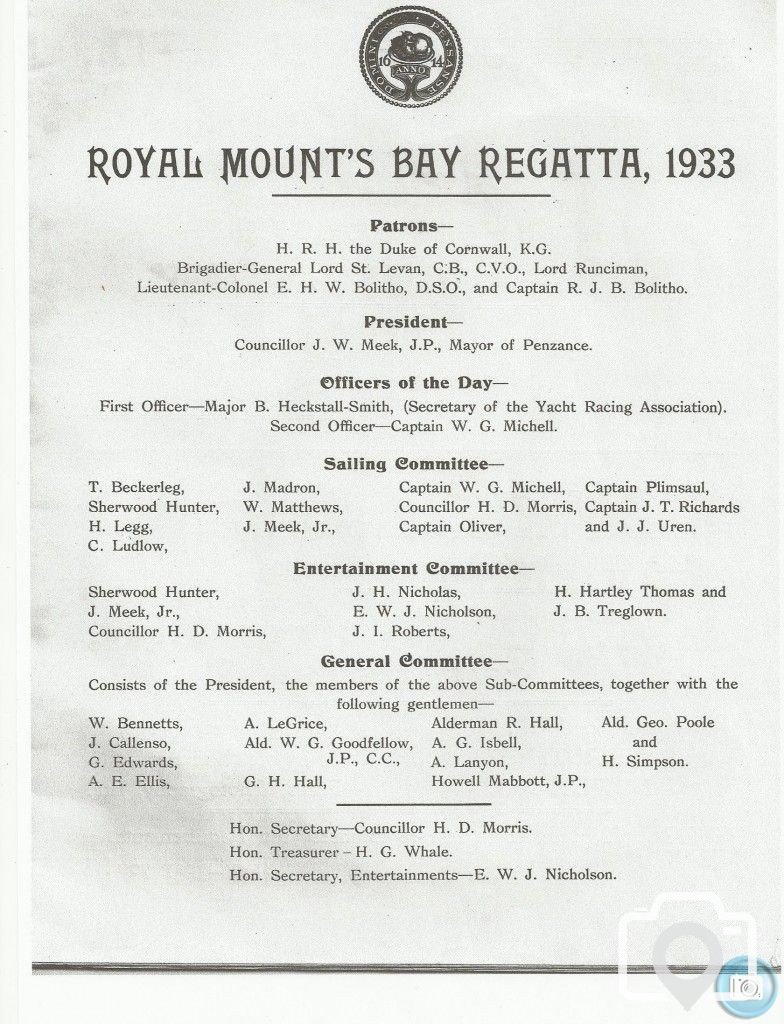 DOMINI PENSANSE
16 ANNO 14
ROYAL MOUNT'S BAY REGATTA, 1933
Patrons—
H. R. H. the Duke of Cornwall, K.G.
Brigadier-General Lord St. Levan, C.B., C.V.O., Lord Runciman,
Lieutenant-Colonel E. H. W. Bolitho, D.S.O., and Captain R. J. B. Bolitho.
President—
Councillor J. W. Meek, J.P., Mayor of Penzance.
Officers of the Day—
First Officer—Major B. Heckstall-Smith, (Secretary of the Yacht Racing Association).
Second Officer—Captain W. G. Michell.
Sailing Committee—
T. Beckerleg, J. Madron, Captain W. G. Michell, Captain Plimsaul,
Sherwood Hunter, W. Matthews, Councillor H. D. Morris, Captain J. T. Richards
H. Legg, J. Meek, Jr., Captain Oliver, and J. J. Uren.
C. Ludlow,
Entertainment Committee—
Sherwood Hunter, J. H. Nicholas, H. Hartley Thomas and
J. Meek, Jr., E. W. J. Nicholson, J. B. Treglown.
Councillor H. D. Morris, J. I. Roberts,
General Committee—
Consists of the President, the members of the above Sub-Committees, together with the
following gentlemen—
W. Bennetts, A. LeGrice, Alderman R. Hall, Ald. Geo. Poole
J. Callenso, Ald. W. G. Goodfellow, A. G. Isbell, and
G. Edwards, J.P., C.C., A. Lanyon, H. Simpson.
A. E. Ellis, G. H. Hall, Howell Mabbott, J.P.,
Hon. Secretary—Councillor H. D. Morris.
Hon. Treasurer – H. G. Whale.
Hon. Secretary, Entertainments—E. W. J. Nicholson.